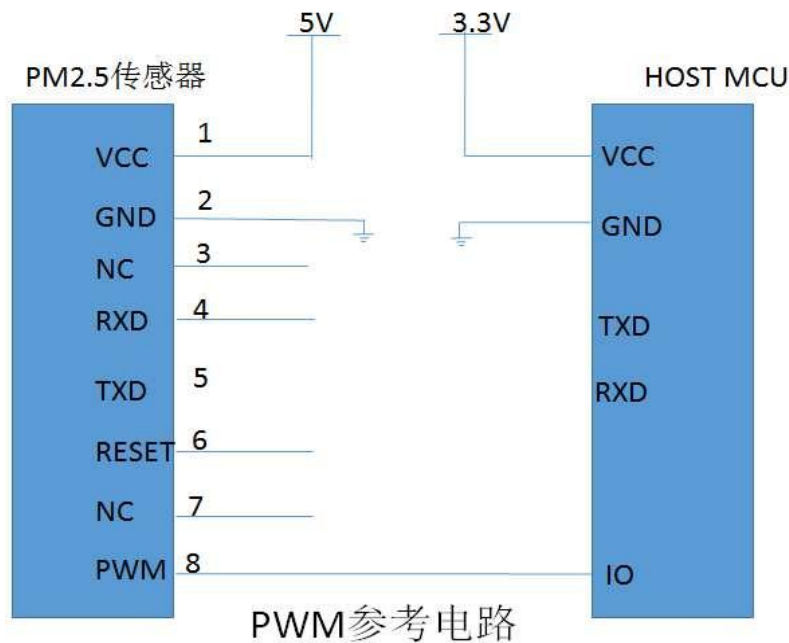 5V 3.3V
PM2.5传感器 HOST MCU
VCC 1 VCC
GND 2 GND
NC 3
RXD 4 TXD
TXD 5 RXD
RESET 6
NC 7
PWM 8 IO
PWM参考电路